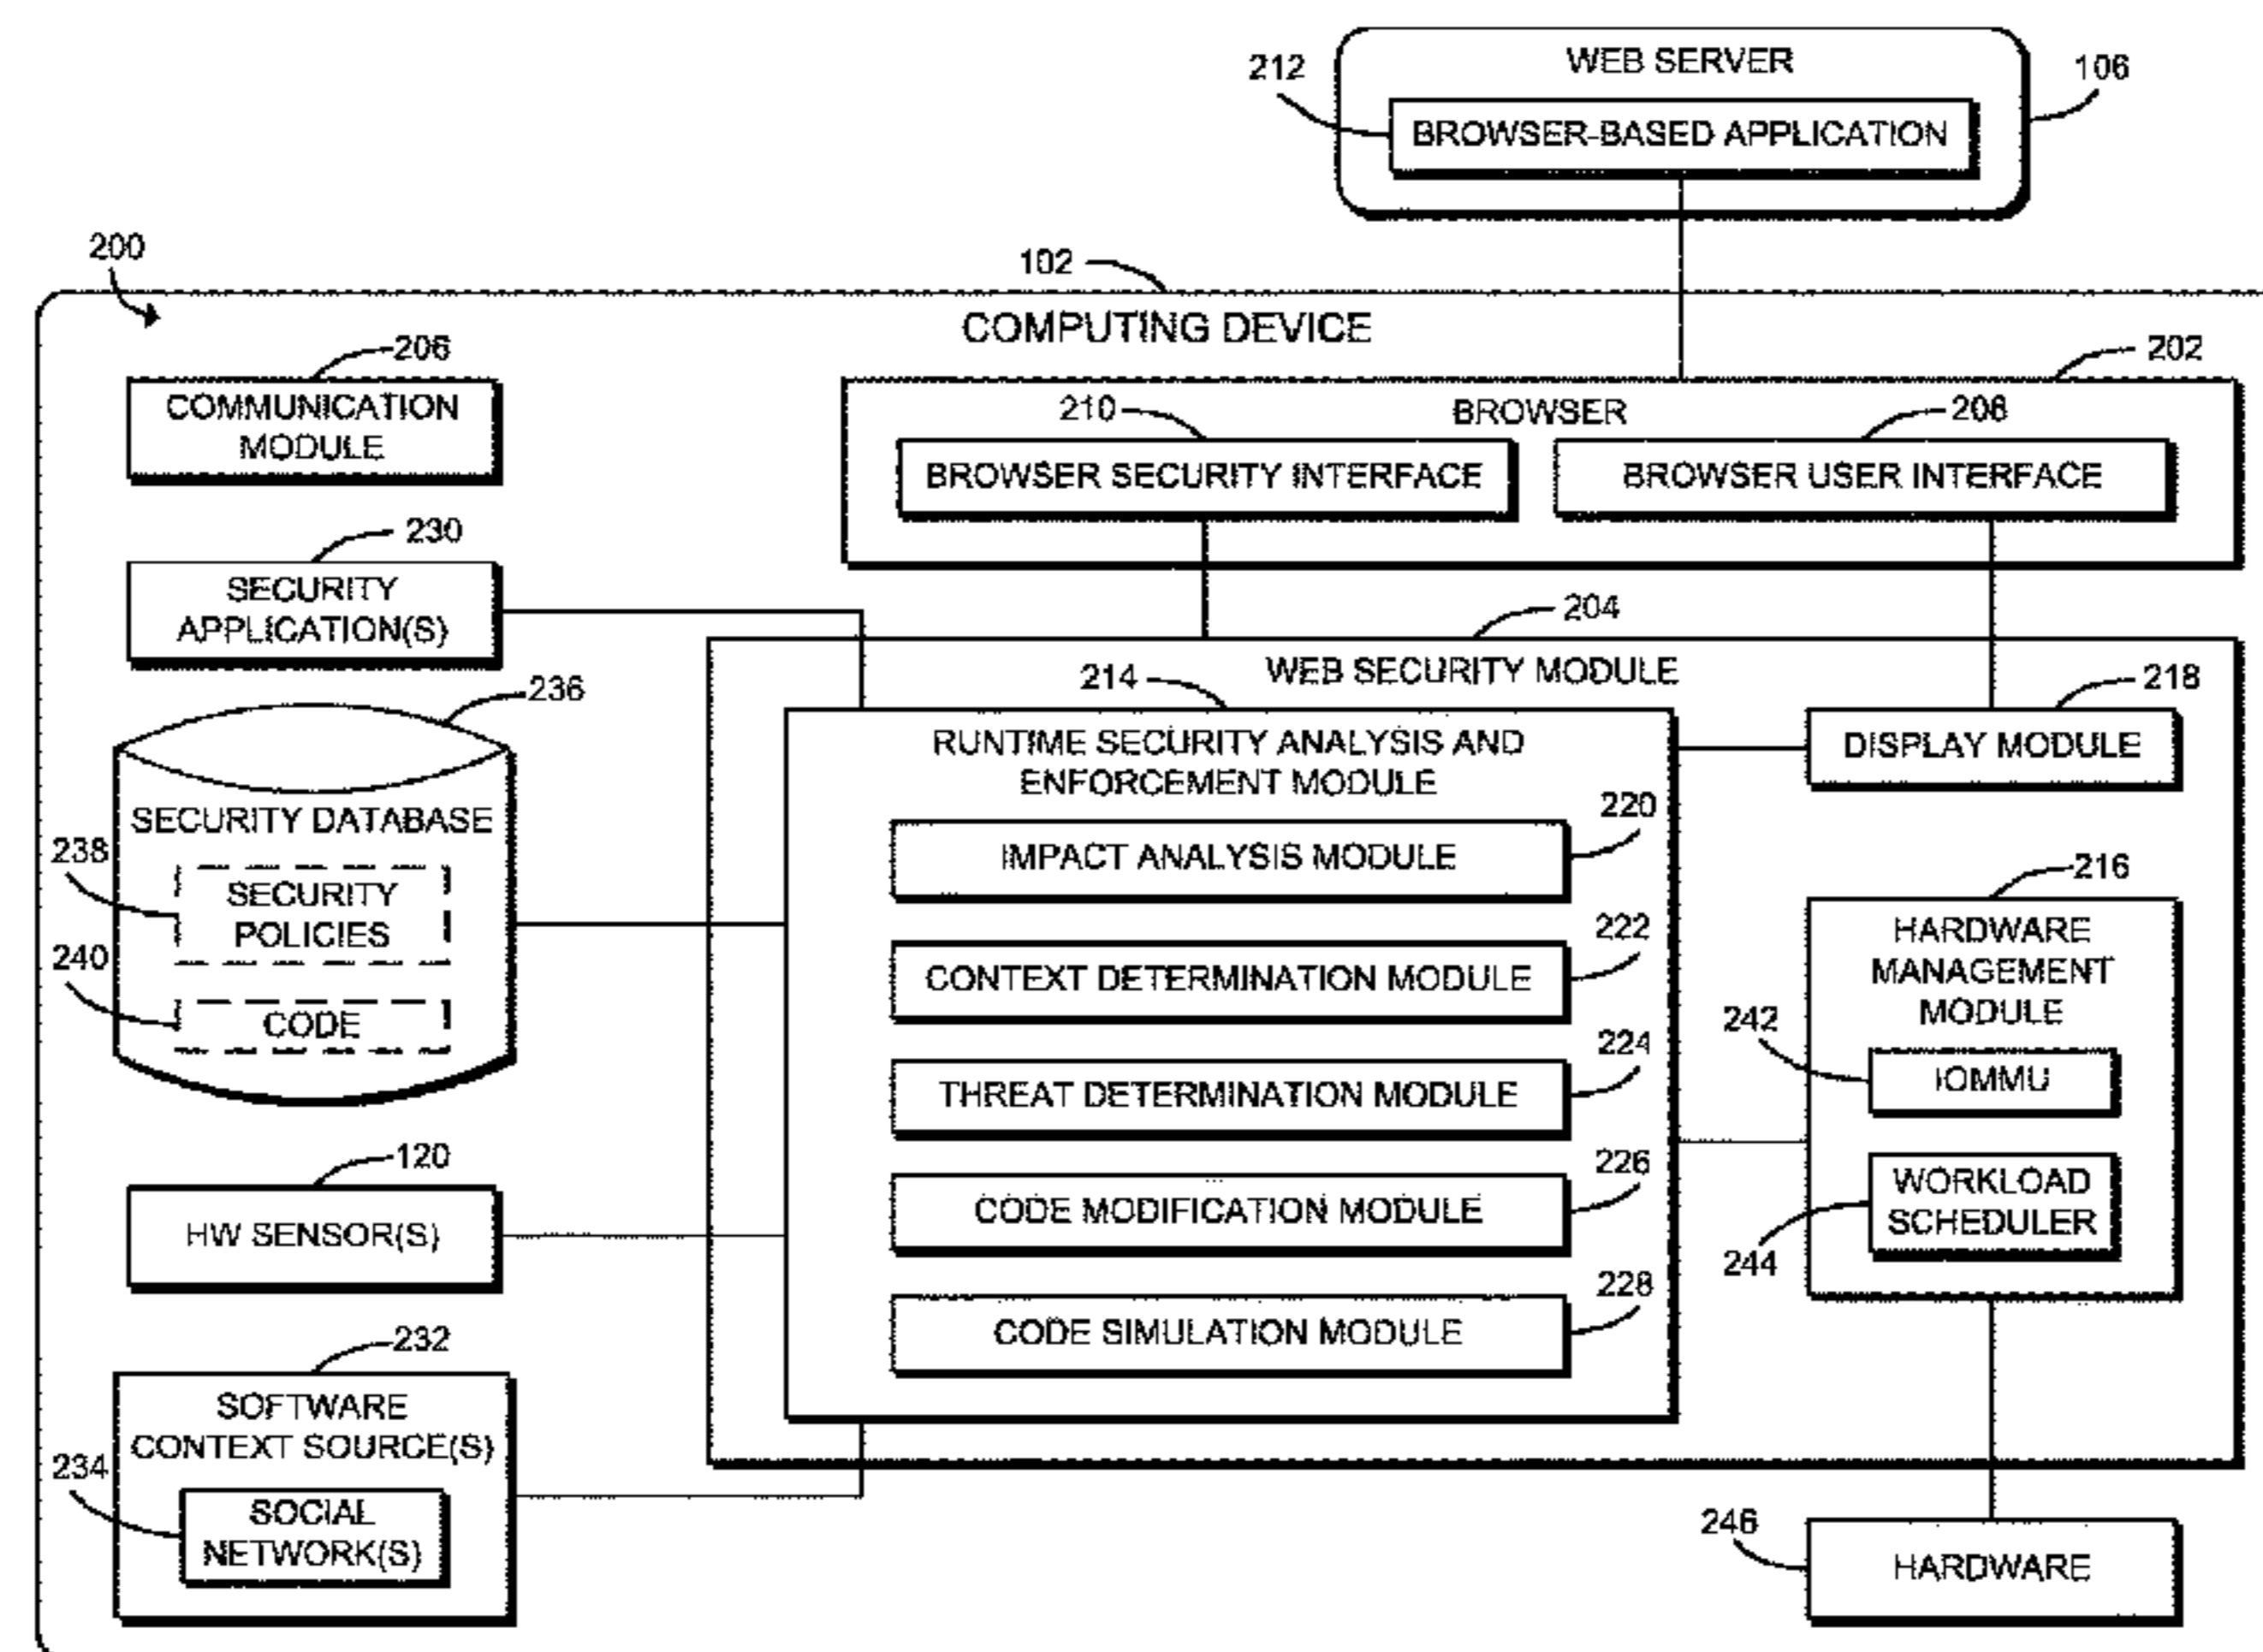 WEB SERVER
212
106
BROWSER-BASED APPLICATION
200
102
COMPUTING DEVICE
206
COMMUNICATION
MODULE
202
BROWSER
210
208
BROWSER SECURITY INTERFACE
BROWSER USER INTERFACE
230
SECURITY
APPLICATION(S)
204
WEB SECURITY MODULE
236
SECURITY DATABASE
238
SECURITY
POLICIES
240
CODE
214
RUNTIME SECURITY ANALYSIS AND
ENFORCEMENT MODULE
218
DISPLAY MODULE
220
IMPACT ANALYSIS MODULE
222
CONTEXT DETERMINATION MODULE
224
THREAT DETERMINATION MODULE
226
CODE MODIFICATION MODULE
228
CODE SIMULATION MODULE
216
HARDWARE
MANAGEMENT
MODULE
242
IOMMU
WORKLOAD
SCHEDULER
244
120
HW SENSOR(S)
232
SOFTWARE
CONTEXT SOURCE(S)
234
SOCIAL
NETWORK(S)
246
HARDWARE